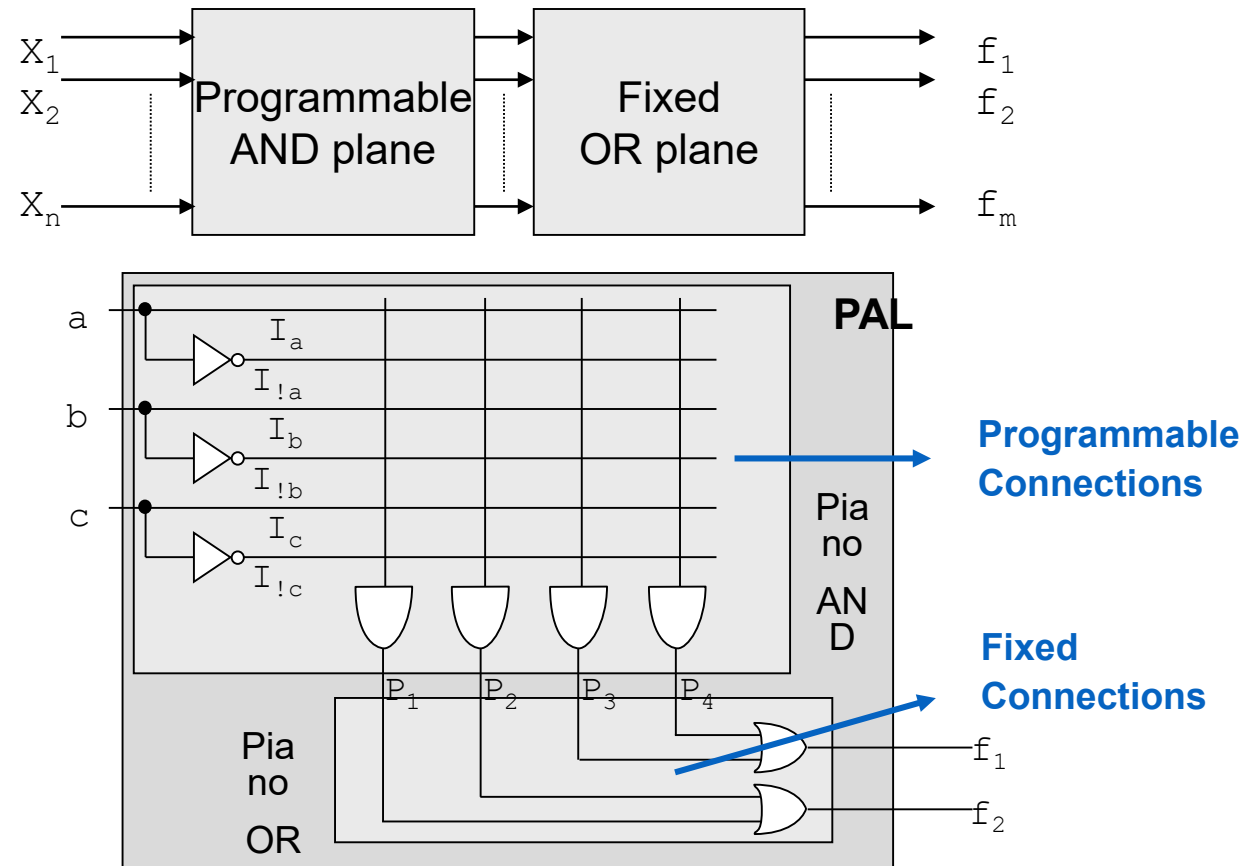 X1
X2
Xn
Programmable
AND plane
Fixed
OR plane
f1
f2
fm
PAL
a
Ia
I!a
b
Ib
I!b
c
Ic
I!c
Pia
no
AN
D
Programmable
Connections
P1
P2
P3
P4
Fixed
Connections
Pia
no
OR
f1
f2